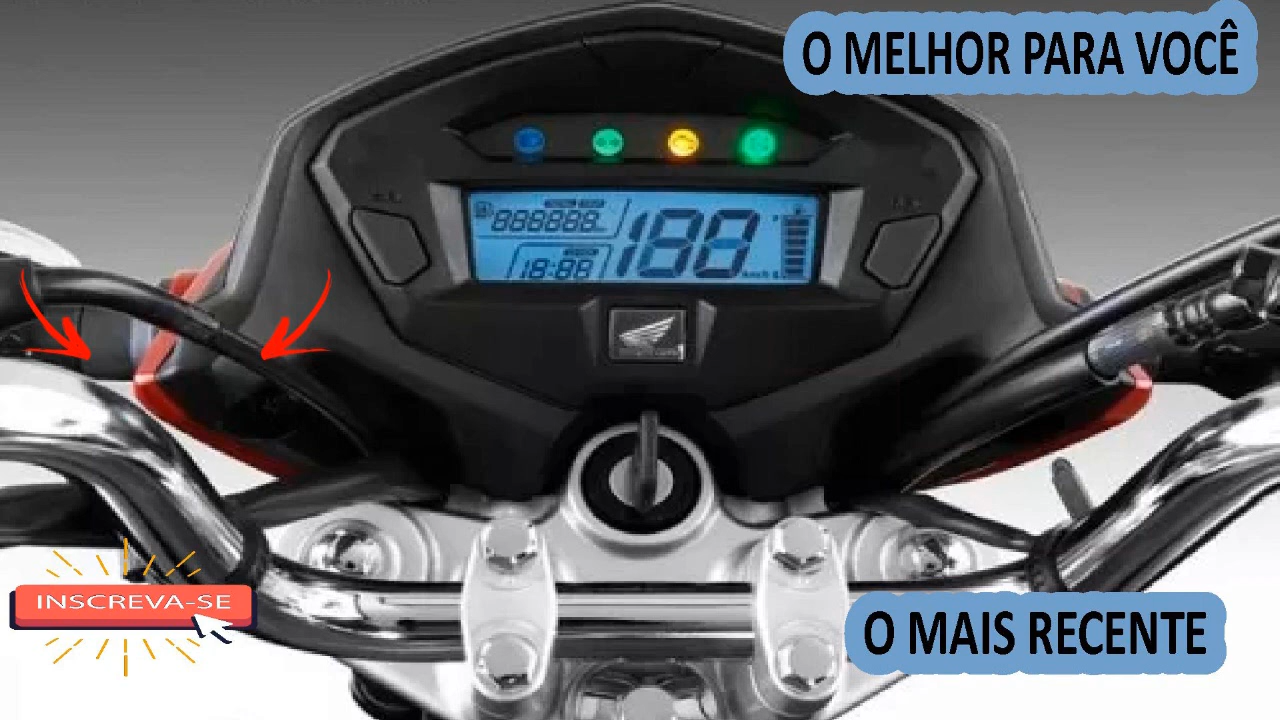 O MELHOR PARA VOCÊ
888888
188
18:88
km/h
INSCREVA-SE
O MAIS RECENTE